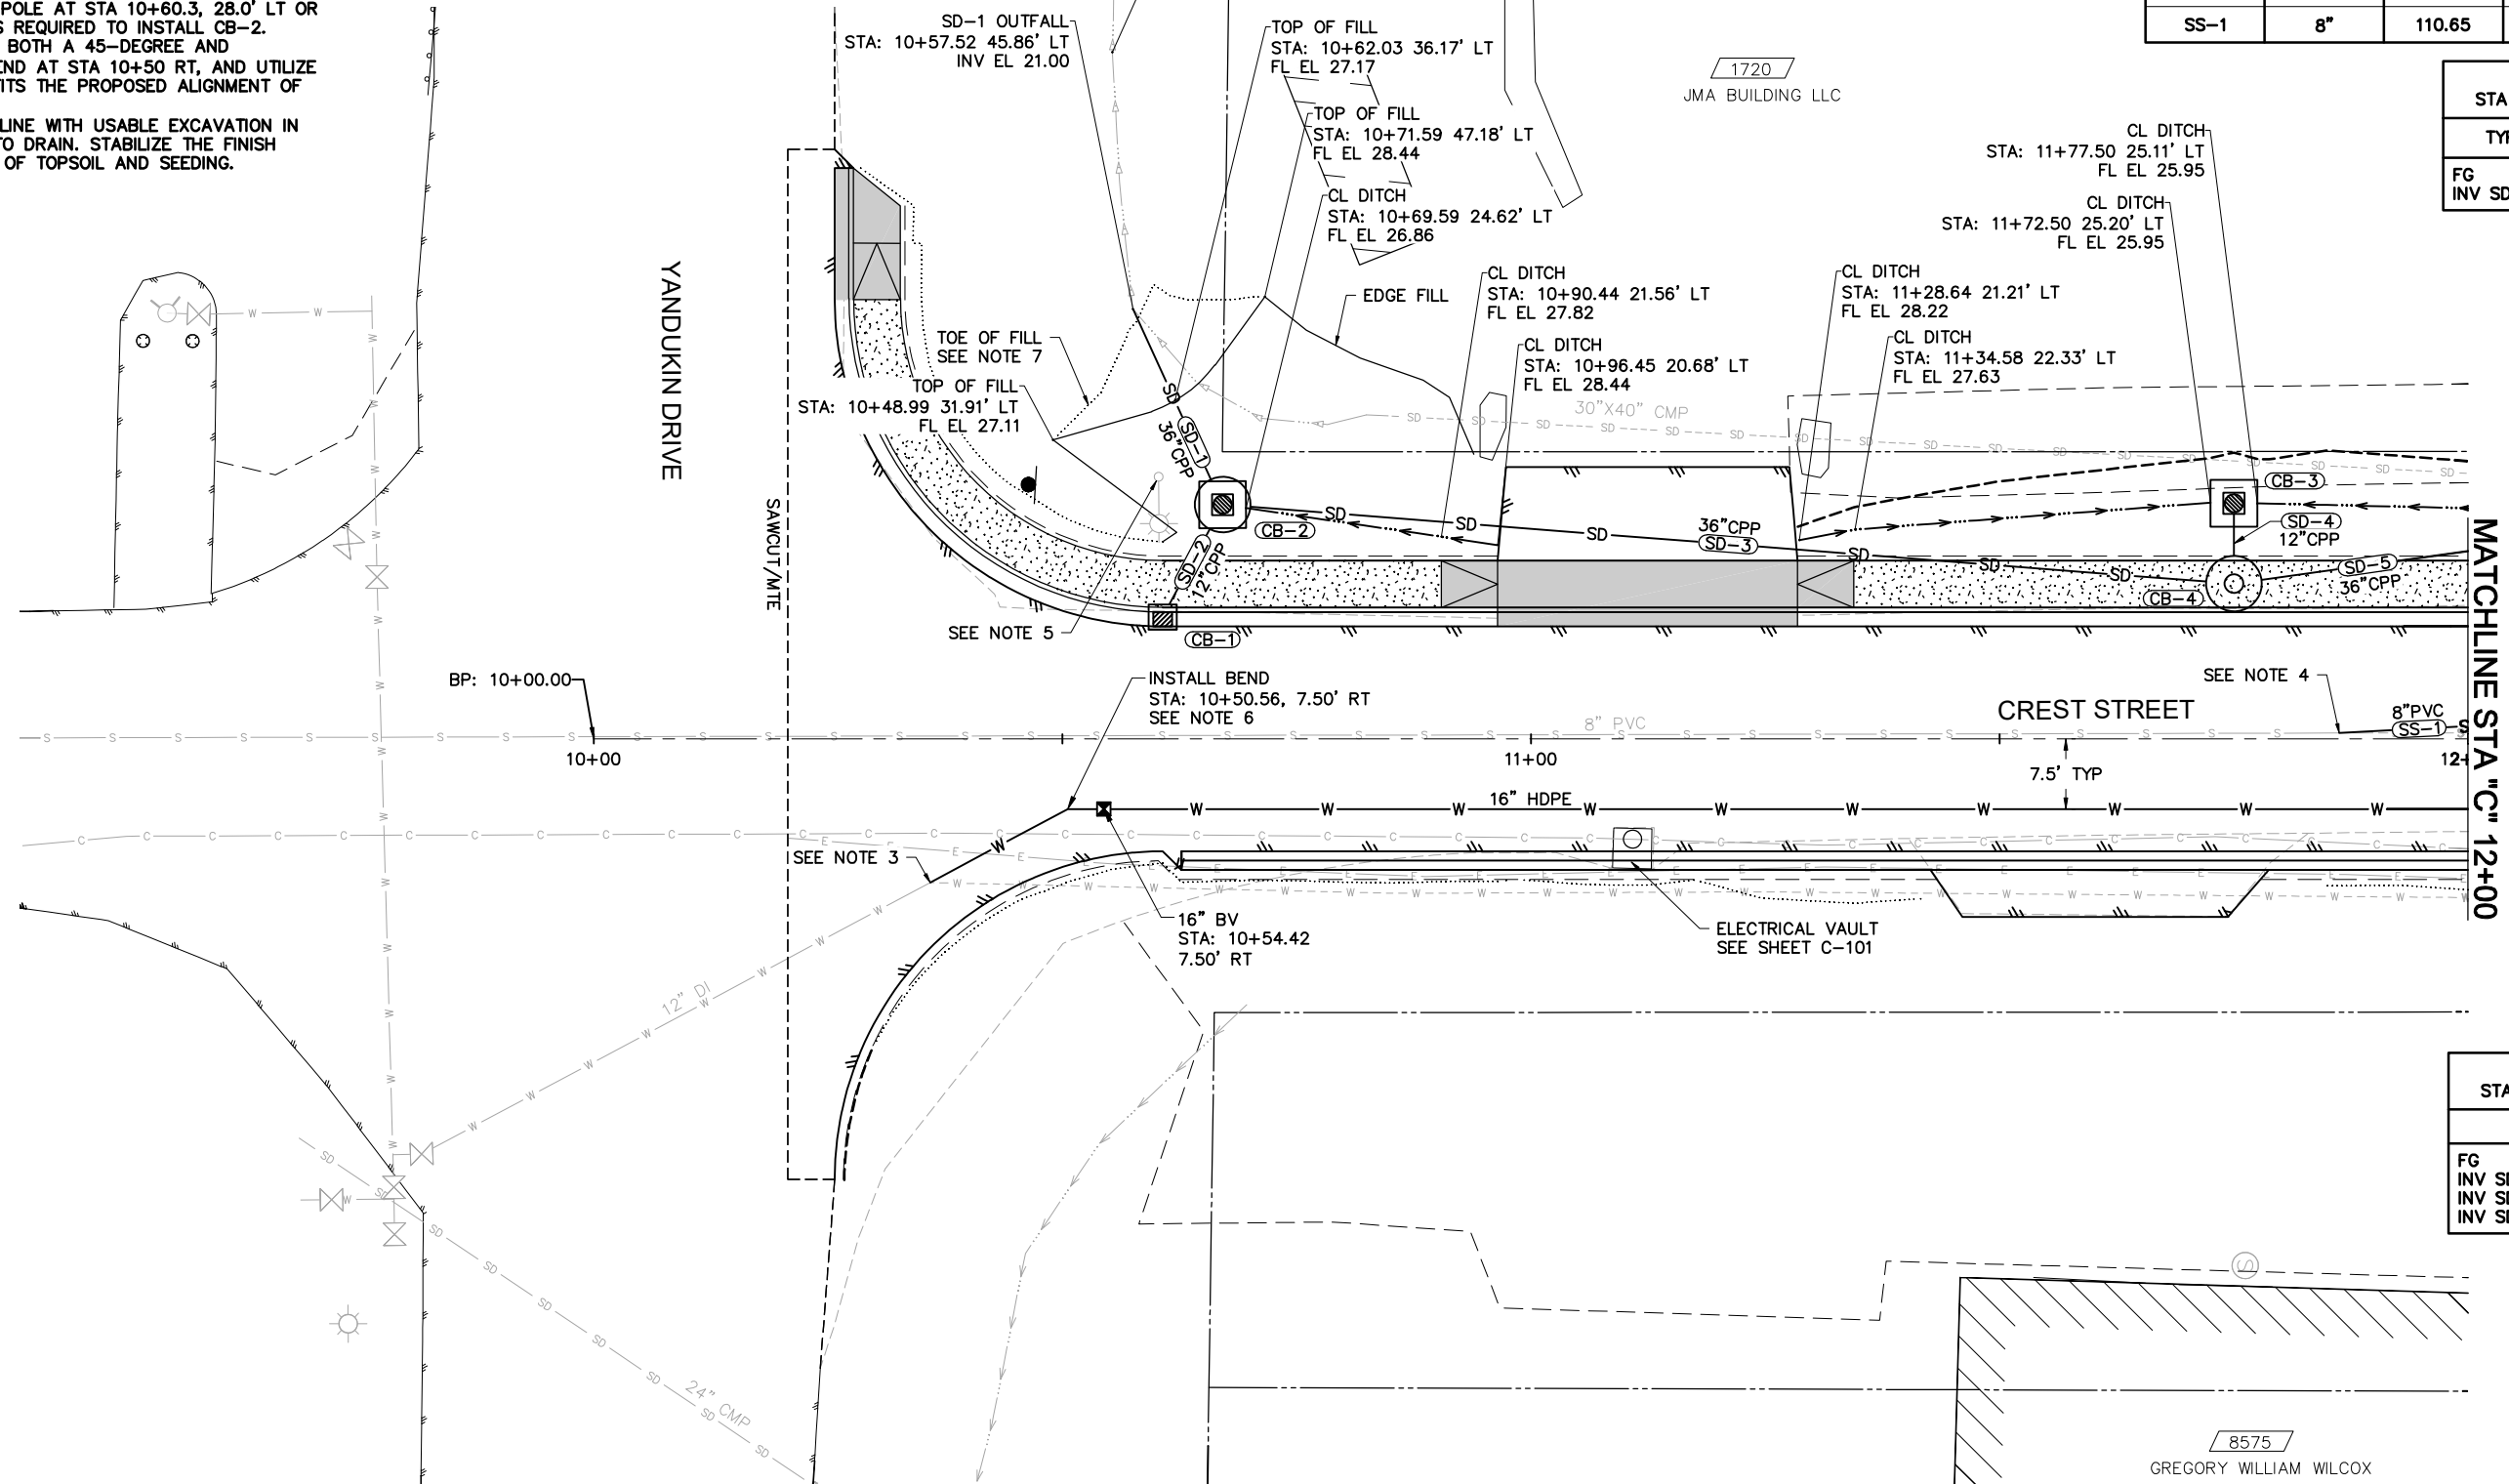 POLE AT STA 10+60.3, 28.0' LT OR
REQUIRED TO INSTALL CB-2.
BOTH A 45-DEGREE AND
END AT STA 10+50 RT, AND UTILIZE
THE PROPOSED ALIGNMENT OF
LINE WITH USABLE EXCAVATION IN
TO DRAIN. STABILIZE THE FINISH
OF TOPSOIL AND SEEDING.
SD-1 OUTFALL
STA: 10+57.52 45.86' LT
INV EL 21.00
TOP OF FILL
STA: 10+62.03 36.17' LT
FL EL 27.17
TOP OF FILL
STA: 10+71.59 47.18' LT
FL EL 28.44
CL DITCH
STA: 10+69.59 24.62' LT
FL EL 26.86
1720
JMA BUILDING LLC
SS-1 8" 110.65
STA
FG
INV SD
CL DITCH
STA: 11+77.50 25.11' LT
FL EL 25.95
CL DITCH
STA: 11+72.50 25.20' LT
FL EL 25.95
CL DITCH
STA: 10+90.44 21.56' LT
FL EL 27.82
CL DITCH
STA: 11+28.64 21.21' LT
FL EL 28.22
EDGE FILL
CL DITCH
STA: 10+96.45 20.68' LT
FL EL 28.44
CL DITCH
STA: 11+34.58 22.33' LT
FL EL 27.63
TOE OF FILL
SEE NOTE 7
TOP OF FILL
STA: 10+48.99 31.91' LT
FL EL 27.11
YANDUKIN DRIVE
SAWCUT/MTE
30"X40" CMP
SD-1
36"CPP
CB-2
SD-2
12"CPP
36"CPP
SD-3
CB-3
SD-4
12"CPP
SD-5
36"CPP
CB-4
SEE NOTE 5
CB-1
MATCHLINE STA "C" 12+00
BP: 10+00.00
INSTALL BEND
STA: 10+50.56, 7.50' RT
SEE NOTE 6
8" PVC
CREST STREET
SEE NOTE 4
8"PVC
SS-1
10+00
11+00
12+
7.5' TYP
16" HDPE
SEE NOTE 3
16" BV
STA: 10+54.42
7.50' RT
ELECTRICAL VAULT
SEE SHEET C-101
12" DI
24" CMP
STA
FG
INV SD
INV SD
INV SD
S
8575
GREGORY WILLIAM WILCOX